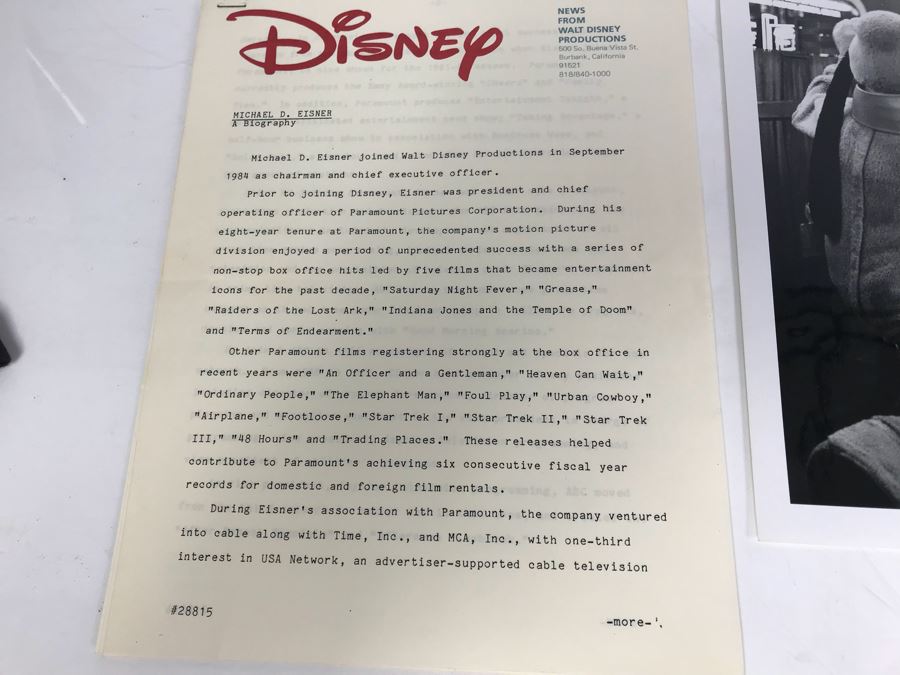 DISNEY
NEWS
FROM
WALT DISNEY
PRODUCTIONS
500 So. Buena Vista St.
Burbank, California
91521
818/840-1000
MICHAEL D. EISNER
A Biography
Michael D. Eisner joined Walt Disney Productions in September
1984 as chairman and chief executive officer.
Prior to joining Disney, Eisner was president and chief
operating officer of Paramount Pictures Corporation. During his
eight-year tenure at Paramount, the company's motion picture
division enjoyed a period of unprecedented success with a series of
non-stop box office hits led by five films that became entertainment
icons for the past decade, "Saturday Night Fever," "Grease,"
"Raiders of the Lost Ark," "Indiana Jones and the Temple of Doom"
and "Terms of Endearment."
Other Paramount films registering strongly at the box office in
recent years were "An Officer and a Gentleman," "Heaven Can Wait,"
"Ordinary People," "The Elephant Man," "Foul Play," "Urban Cowboy,"
"Airplane," "Footloose," "Star Trek I," "Star Trek II," "Star Trek
III," "48 Hours" and "Trading Places." These releases helped
contribute to Paramount's achieving six consecutive fiscal year
records for domestic and foreign film rentals.
During Eisner's association with Paramount, the company ventured
into cable along with Time, Inc., and MCA, Inc., with one-third
interest in USA Network, an advertiser-supported cable television
#28815
-more-